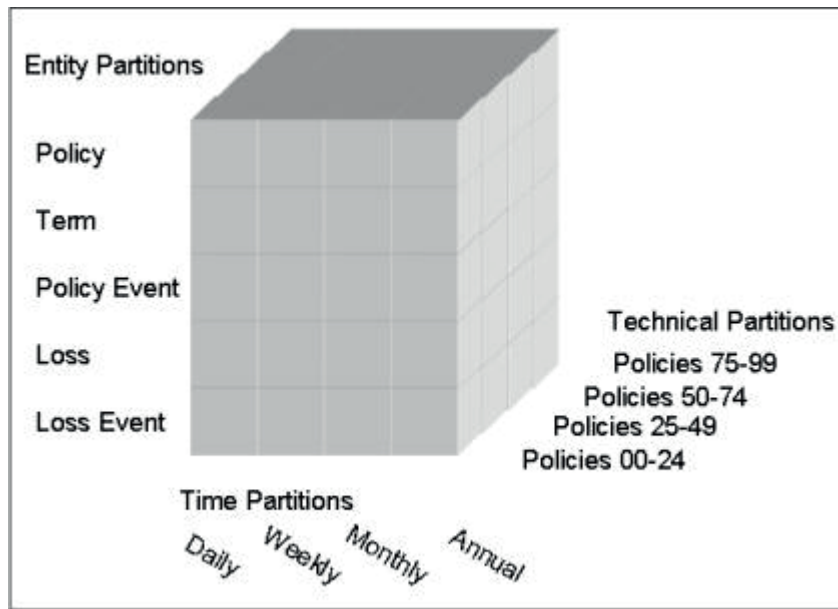 Entity Partitions
Policy
Term
Policy Event
Loss
Loss Event
Technical Partitions
Policies 75-99
Policies 50-74
Policies 25-49
Policies 00-24
Time Partitions
Daily
Weekly
Monthly
Annual